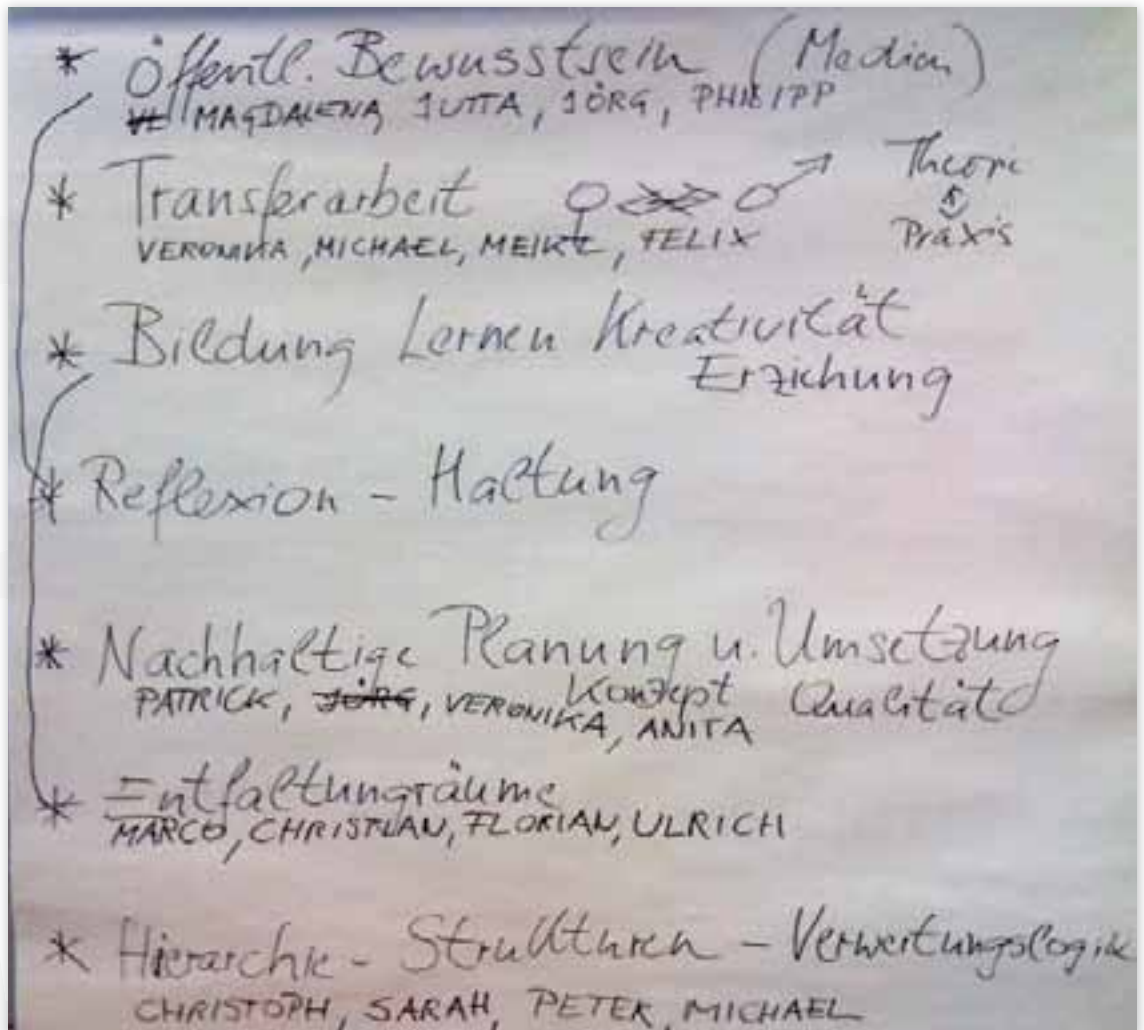 * Öffentl. Bewusstsein (Medien)
MAGDALENA, JUTTA, JÖRG, PHILIPP
* Transferarbeit ♀ ♂ Theorie
Praxis
VERONIKA, MICHAEL, MEIKE, FELIX
* Bildung Lernen Kreativität
Erziehung
* Reflexion - Haltung
* Nachhaltige Planung u. Umsetzung
Konzept Qualität
PATRICK, JÖRG, VERONIKA, ANITA
* Entfaltungräume
MARCO, CHRISTIAN, FLORIAN, ULRICH
* Hierarchie - Strukturen - Verwertungslogik
CHRISTOPH, SARAH, PETER, MICHAEL